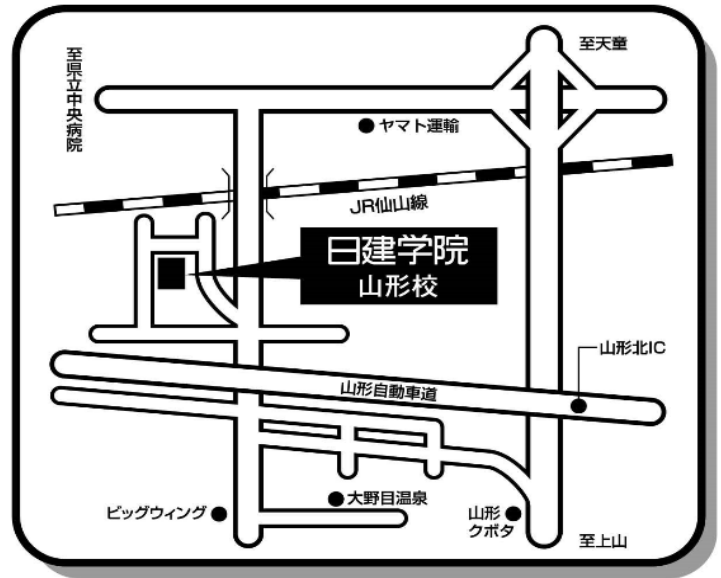 至天童
至県立中央病院
ヤマト運輸
JR仙山線
日建学院
山形校
山形北IC
山形自動車道
大野目温泉
ビッグウィング
山形
クボタ
至上山